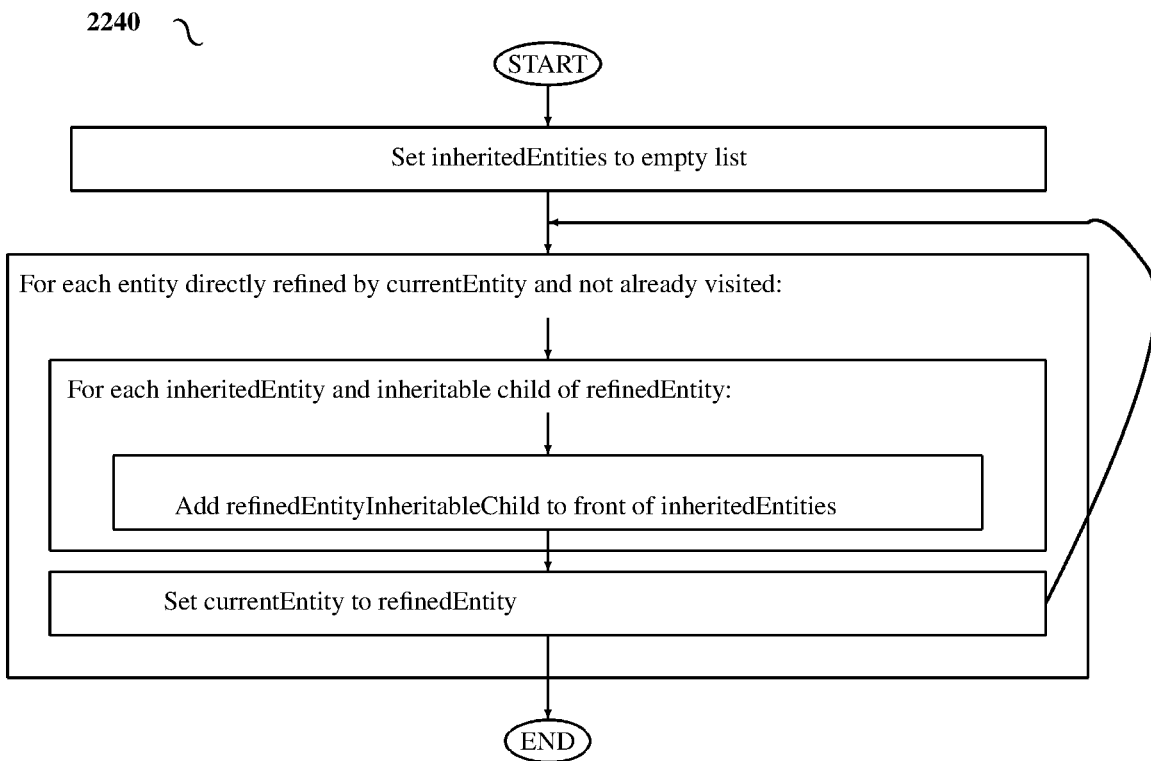 2240
START
Set inheritedEntities to empty list
For each entity directly refined by currentEntity and not already visited:
For each inheritedEntity and inheritable child of refinedEntity:
Add refinedEntityInheritableChild to front of inheritedEntities
Set currentEntity to refinedEntity
END